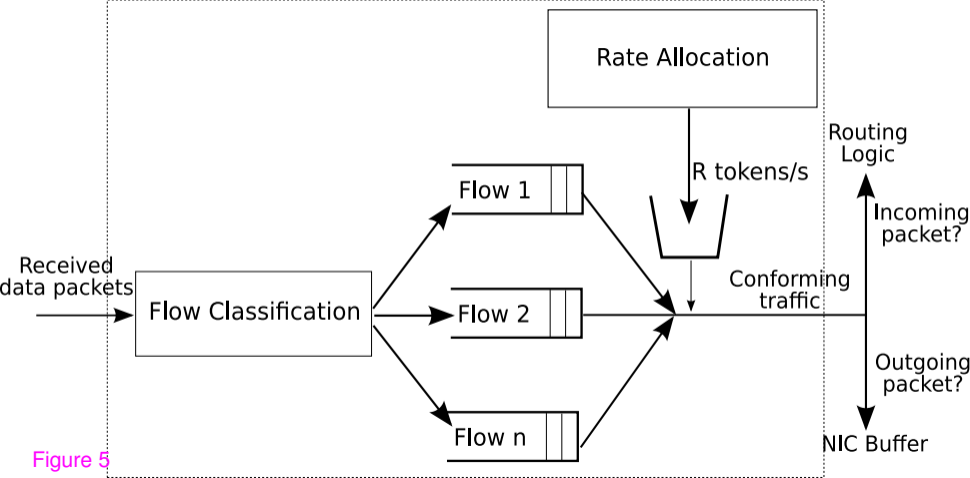 Rate Allocation
Routing
Logic
R tokens/s
Flow 1
Incoming
packet?
Received
data packets
Conforming
traffic
Flow Classification
Flow 2
Outgoing
packet?
Flow n
NIC Buffer
Figure 5